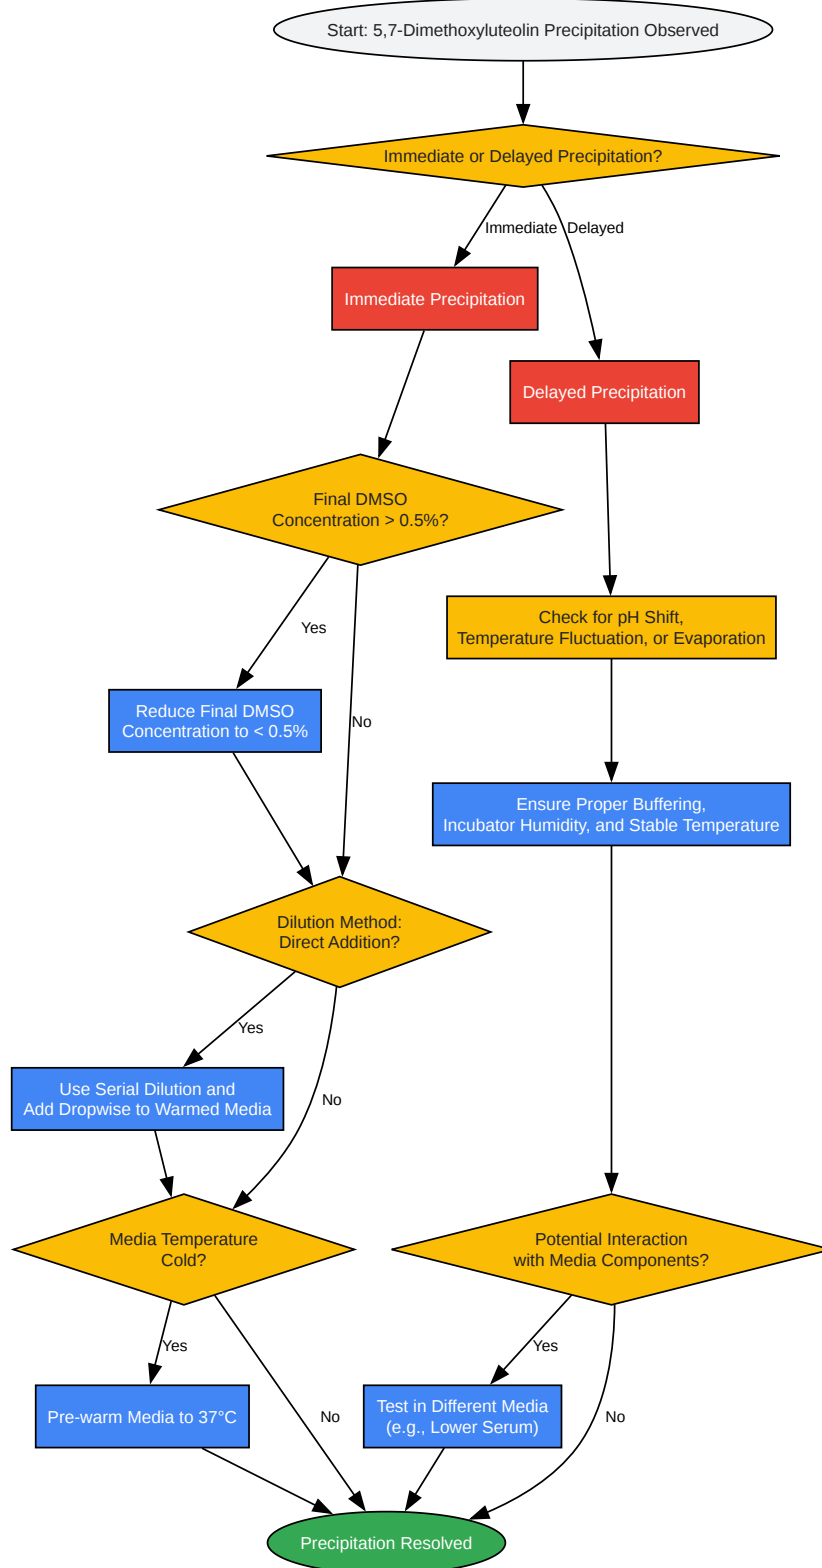 Start: 5,7-Dimethoxyluteolin Precipitation Observed
Immediate or Delayed Precipitation?
Immediate
Delayed
Immediate Precipitation
Delayed Precipitation
Final DMSO
Concentration > 0.5%?
Check for pH Shift,
Temperature Fluctuation, or Evaporation
Yes
Reduce Final DMSO
Concentration to < 0.5%
No
Ensure Proper Buffering,
Incubator Humidity, and Stable Temperature
Dilution Method:
Direct Addition?
Yes
Use Serial Dilution and
Add Dropwise to Warmed Media
No
Media Temperature
Cold?
Potential Interaction
with Media Components?
Yes
Yes
Pre-warm Media to 37°C
No
Test in Different Media
(e.g., Lower Serum)
No
Precipitation Resolved